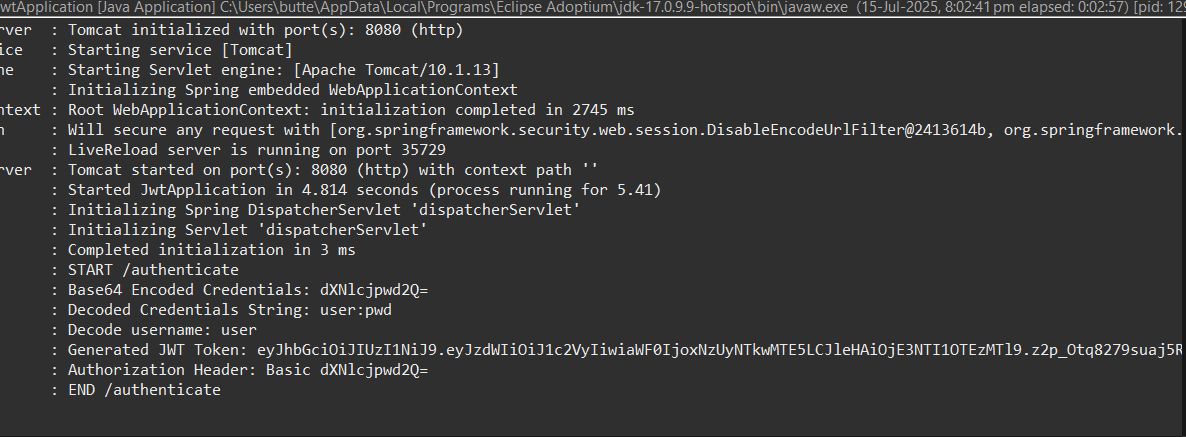 wtApplication [Java Application] C:\Users\butte\AppData\Local\Programs\Eclipse Adoptium\jdk-17.0.9.9-hotspot\bin\javaw.exe (15-Jul-2025, 8:02:41 pm elapsed: 0:02:57) [pid: 129
rver : Tomcat initialized with port(s): 8080 (http)
ice : Starting service [Tomcat]
ne : Starting Servlet engine: [Apache Tomcat/10.1.13]
: Initializing Spring embedded WebApplicationContext
ntext : Root WebApplicationContext: initialization completed in 2745 ms
n : Will secure any request with [org.springframework.security.web.session.DisableEncodeUrlFilter@2413614b, org.springframework.
: LiveReload server is running on port 35729
rver : Tomcat started on port(s): 8080 (http) with context path ''
: Started JwtApplication in 4.814 seconds (process running for 5.41)
: Initializing Spring DispatcherServlet 'dispatcherServlet'
: Initializing Servlet 'dispatcherServlet'
: Completed initialization in 3 ms
: START /authenticate
: Base64 Encoded Credentials: dXNlcjpwd2Q=
: Decoded Credentials String: user:pwd
: Decode username: user
: Generated JWT Token: eyJhbGciOiJIUzI1NiJ9.eyJzdWIiOiJ1c2VyIiwiaWF0IjoxNzUyNTkwMTE5LCJleHAiOjE3NTI1OTEzMTl9.z2p_Otq8279suaj5R
: Authorization Header: Basic dXNlcjpwd2Q=
: END /authenticate